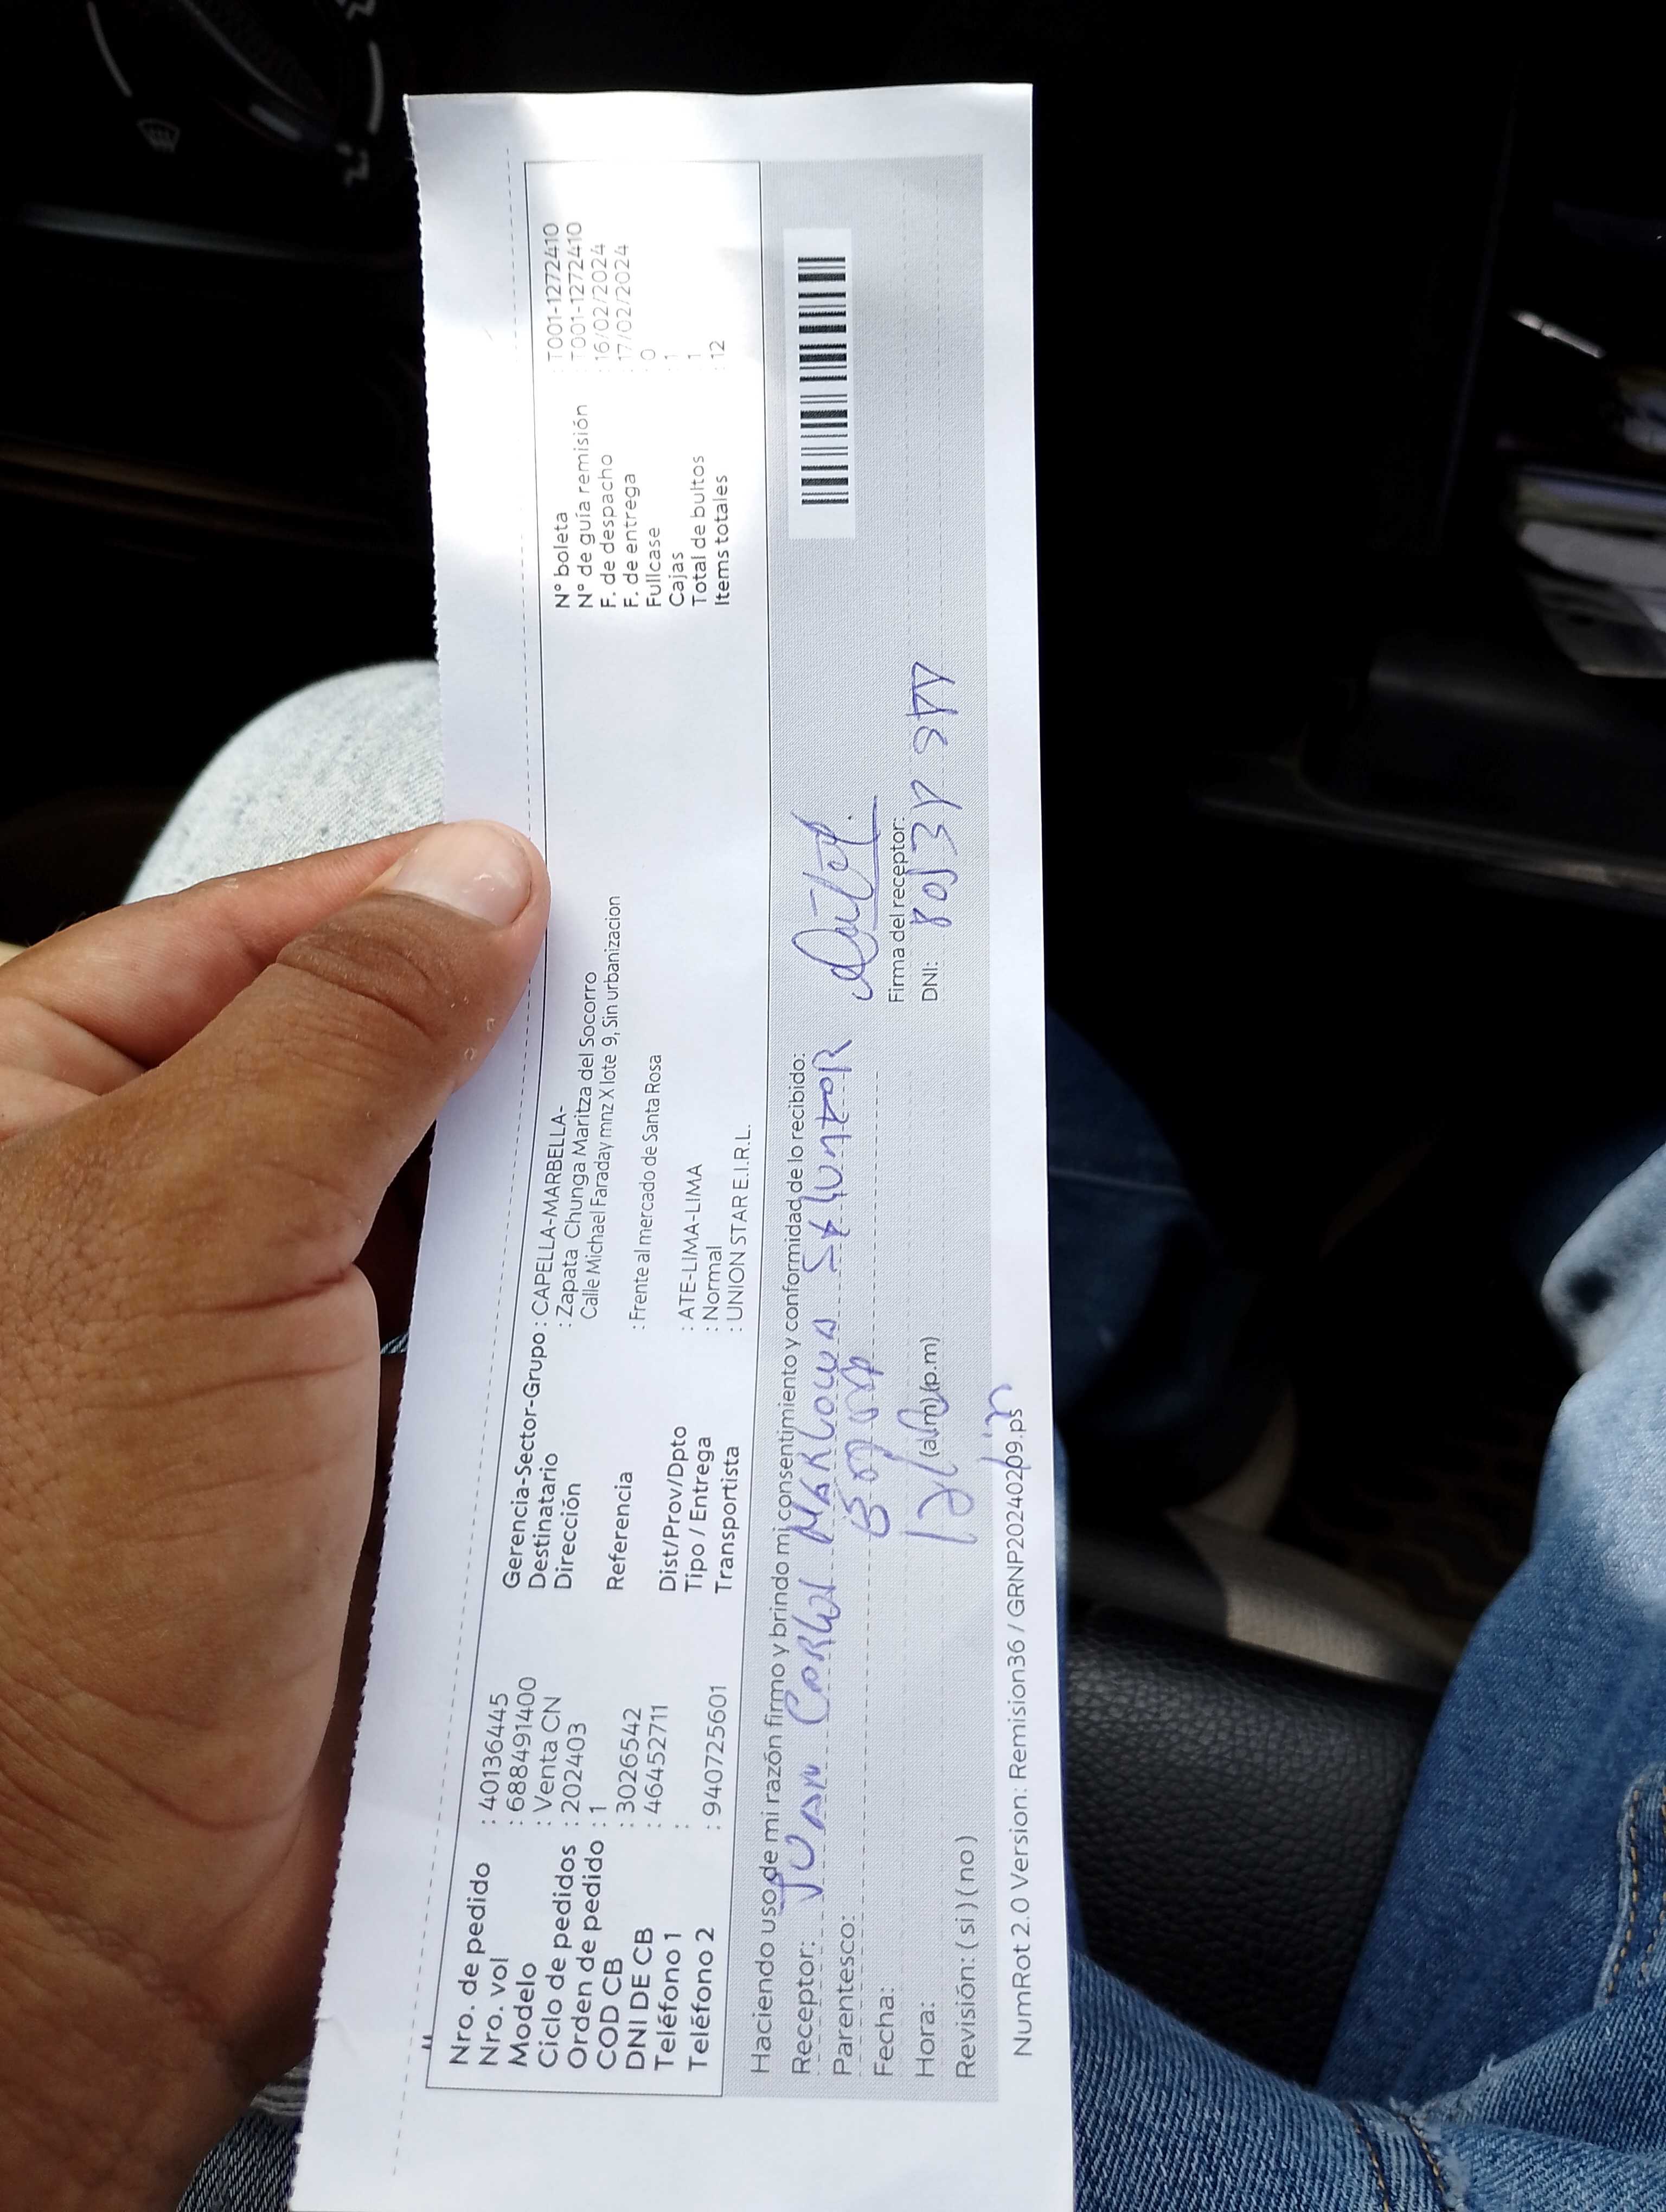 Nro. de pedido : 40136445
Nro. vol : 688491400
Modelo : Venta CN
Ciclo de pedidos : 202403
Orden de pedido : 1
COD CB : 3026542
DNI DE CB : 46452711
Teléfono 1 :
Teléfono 2 : 940725601
Gerencia-Sector-Grupo : CAPELLA-MARBELLA-
Destinatario : Zapata Chunga Maritza del Socorro
Dirección Calle Michael Faraday mnz X lote 9, Sin urbanizacion
Referencia : Frente al mercado de Santa Rosa
Dist/Prov/Dpto : ATE-LIMA-LIMA
Tipo / Entrega : Normal
Transportista : UNION STAR E.I.R.L.
N° boleta : T001-1272410
N° de guía remisión : T001-1272410
F. de despacho : 16/02/2024
F. de entrega : 17/02/2024
Fullcase : 0
Cajas : 1
Total de bultos : 1
Items totales : 12
Haciendo uso de mi razón firmo y brindo mi consentimiento y conformidad de lo recibido:
Receptor: JUAN CARLOS
Parentesco:
Fecha:
Hora: (a.m) (p.m)
Revisión: ( si ) ( no )
Firma del receptor:
DNI:
NumRot 2.0 Version: Remision36 / GRNP20240209.ps